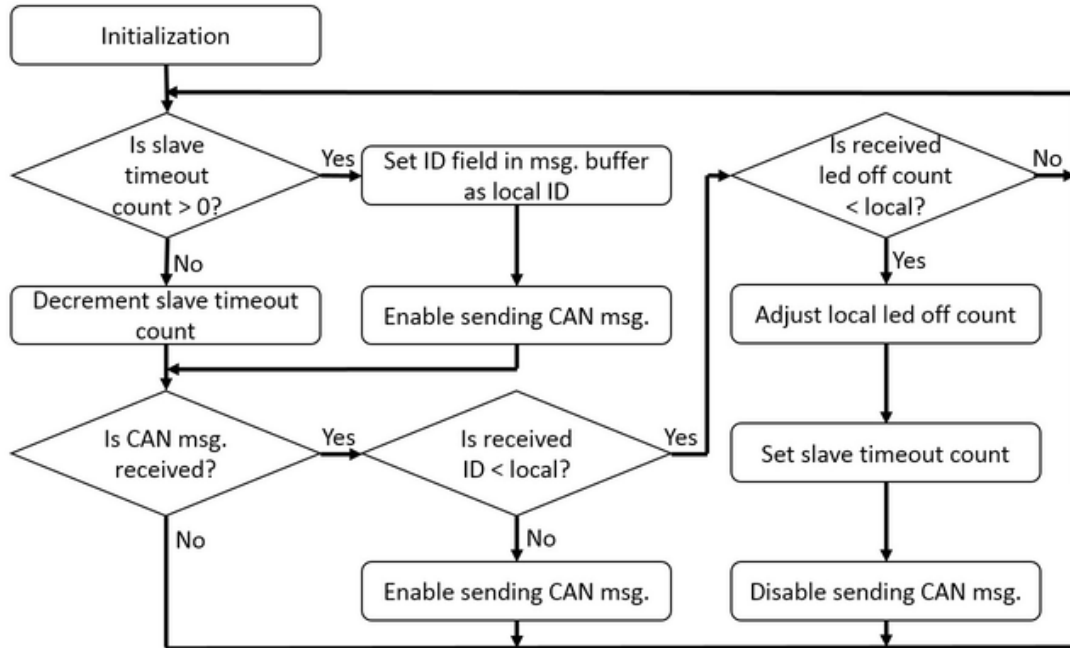 Initialization
Is slave
timeout
count > 0?
Yes
No
Set ID field in msg. buffer
as local ID
Is received
led off count
< local?
No
Yes
Decrement slave timeout
count
Enable sending CAN msg.
Adjust local led off count
Is CAN msg.
received?
Yes
No
Is received
ID < local?
Yes
No
Set slave timeout count
Enable sending CAN msg.
Disable sending CAN msg.